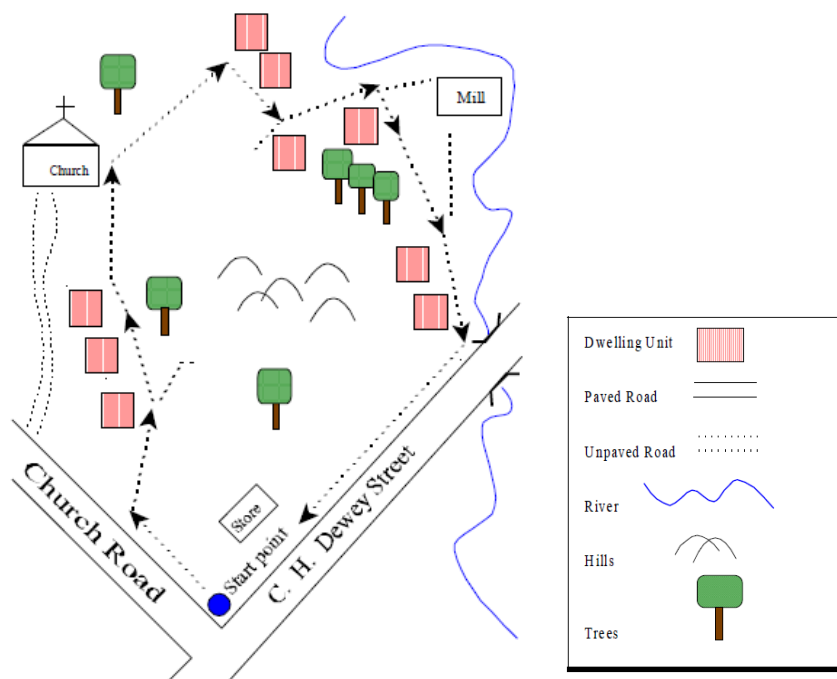 Mill
Church
Church Road
Store
Start point
C. H. Dewey Street
Dwelling Unit
Paved Road
Unpaved Road
River
Hills
Trees